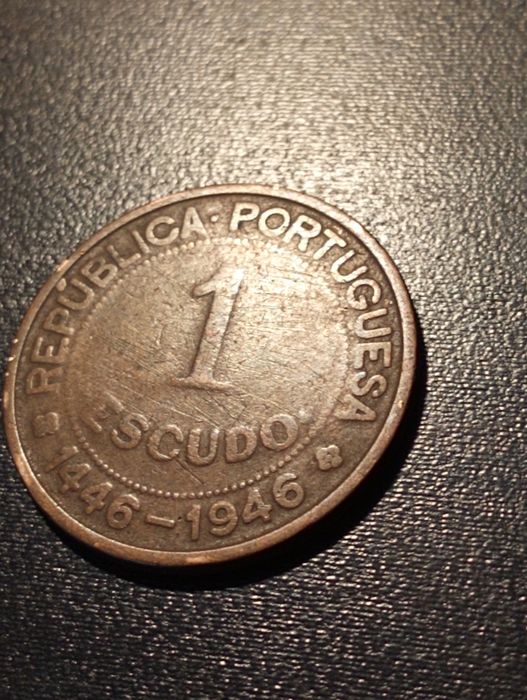 REPÚBLICA · PORTUGUESA
1
ESCUDO
1446-1946